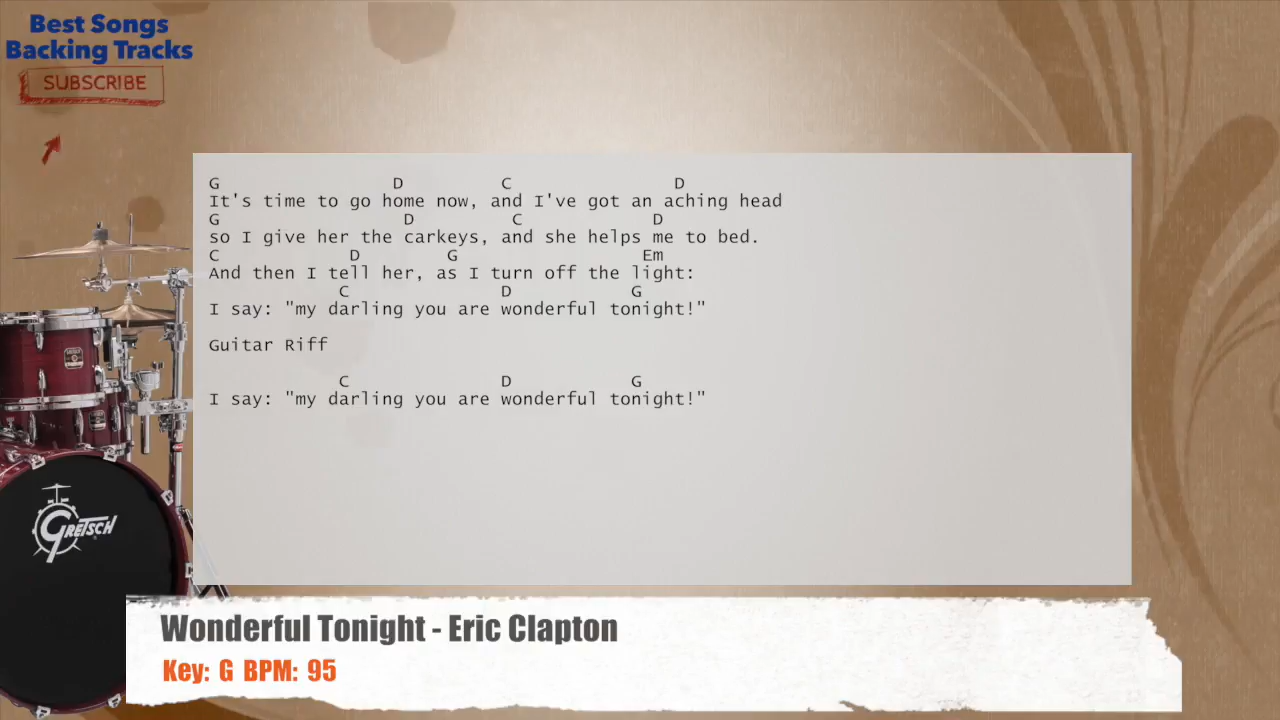 Best Songs
Backing Tracks
SUBSCRIBE
G D C D
It's time to go home now, and I've got an aching head
G D C D
so I give her the carkeys, and she helps me to bed.
C D G Em
And then I tell her, as I turn off the light:
C D G
I say: "my darling you are wonderful tonight!"
Guitar Riff
C D G
I say: "my darling you are wonderful tonight!"
GRETSCH
Wonderful Tonight - Eric Clapton
Key: G BPM: 95